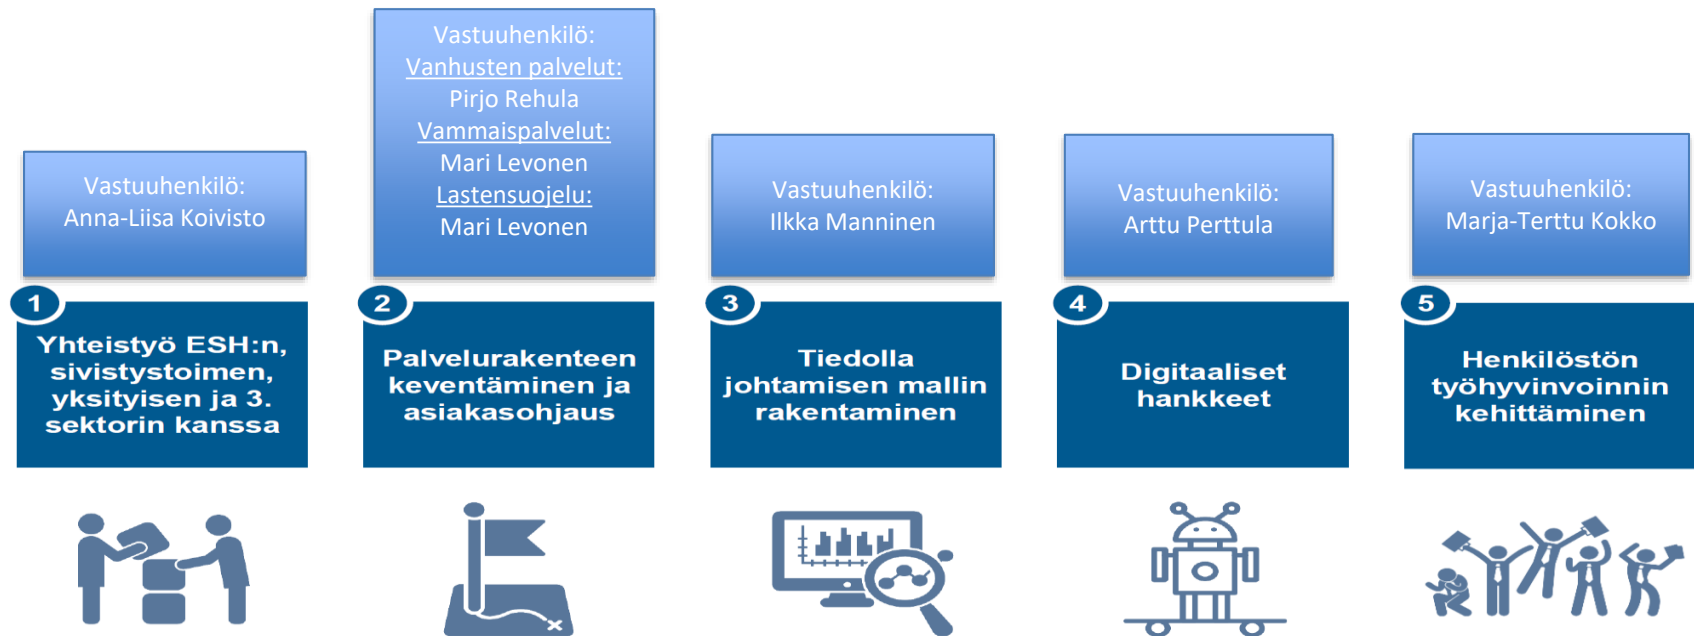 Vastuuhenkilö:
Anna-Liisa Koivisto
Vastuuhenkilö:
Vanhusten palvelut:
Pirjo Rehula
Vammaispalvelut:
Mari Levonen
Lastensuojelu:
Mari Levonen
Vastuuhenkilö:
Ilkka Manninen
Vastuuhenkilö:
Arttu Perttula
Vastuuhenkilö:
Marja-Terttu Kokko
1
Yhteistyö ESH:n,
sivistystoimen,
yksityisen ja 3.
sektorin kanssa
2
Palvelurakenteen
keventäminen ja
asiakasohjaus
3
Tiedolla
johtamisen mallin
rakentaminen
4
Digitaaliset
hankkeet
5
Henkilöstön
työhyvinvoinnin
kehittäminen